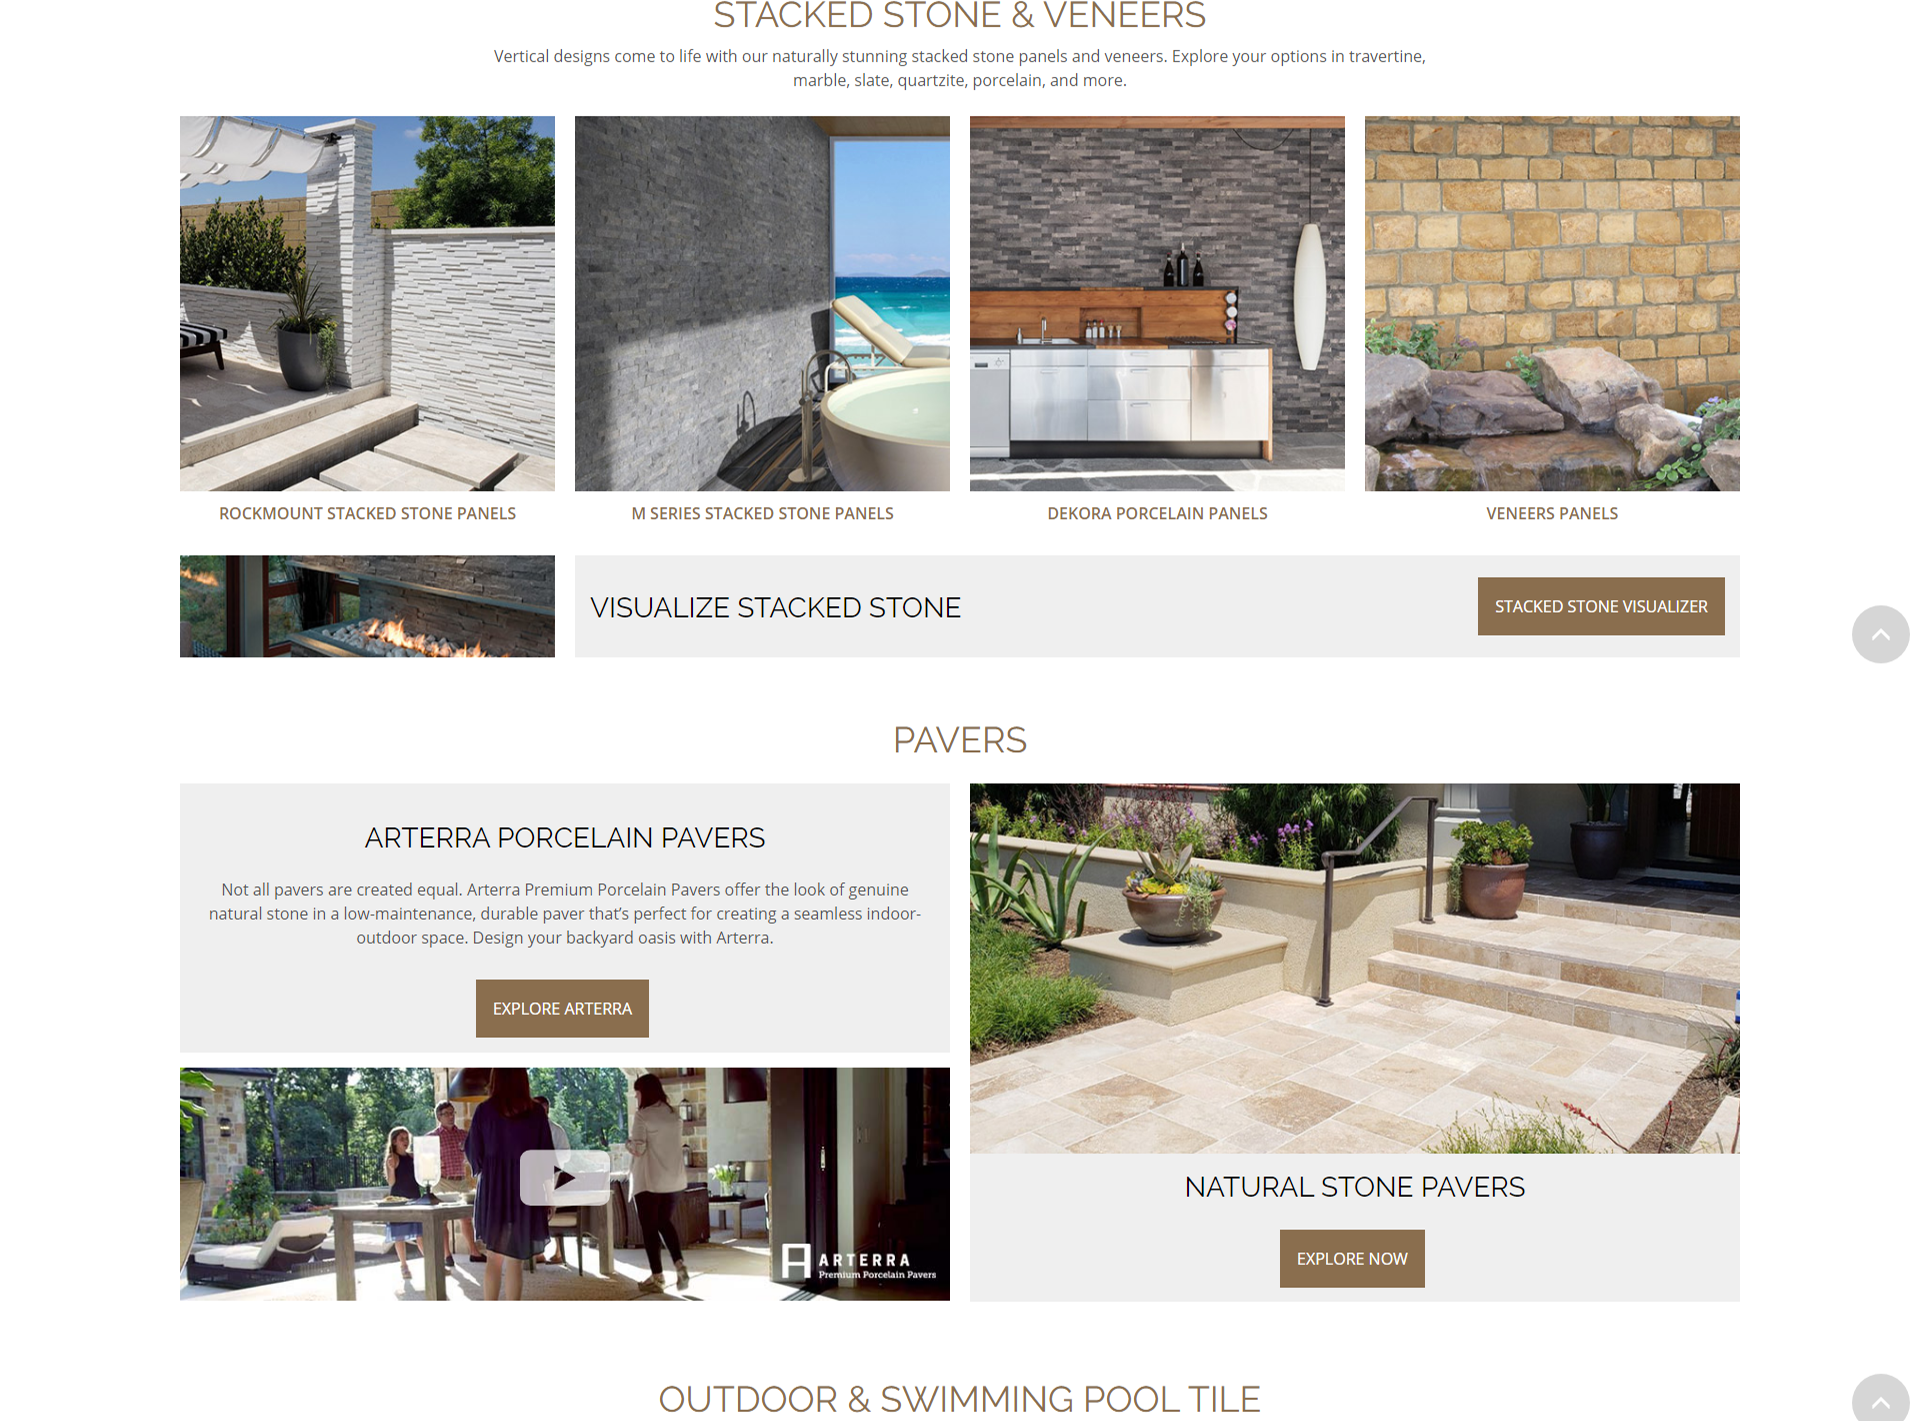 STACKED STONE & VENEERS
Vertical designs come to life with our naturally stunning stacked stone panels and veneers. Explore your options in travertine,
marble, slate, quartzite, porcelain, and more.
ROCKMOUNT STACKED STONE PANELS
M SERIES STACKED STONE PANELS
DEKORA PORCELAIN PANELS
VENEERS PANELS
VISUALIZE STACKED STONE
STACKED STONE VISUALIZER
PAVERS
ARTERRA PORCELAIN PAVERS
Not all pavers are created equal. Arterra Premium Porcelain Pavers offer the look of genuine
natural stone in a low-maintenance, durable paver that’s perfect for creating a seamless indoor-
outdoor space. Design your backyard oasis with Arterra.
EXPLORE ARTERRA
ARTERRA
Premium Porcelain Pavers
NATURAL STONE PAVERS
EXPLORE NOW
OUTDOOR & SWIMMING POOL TILE